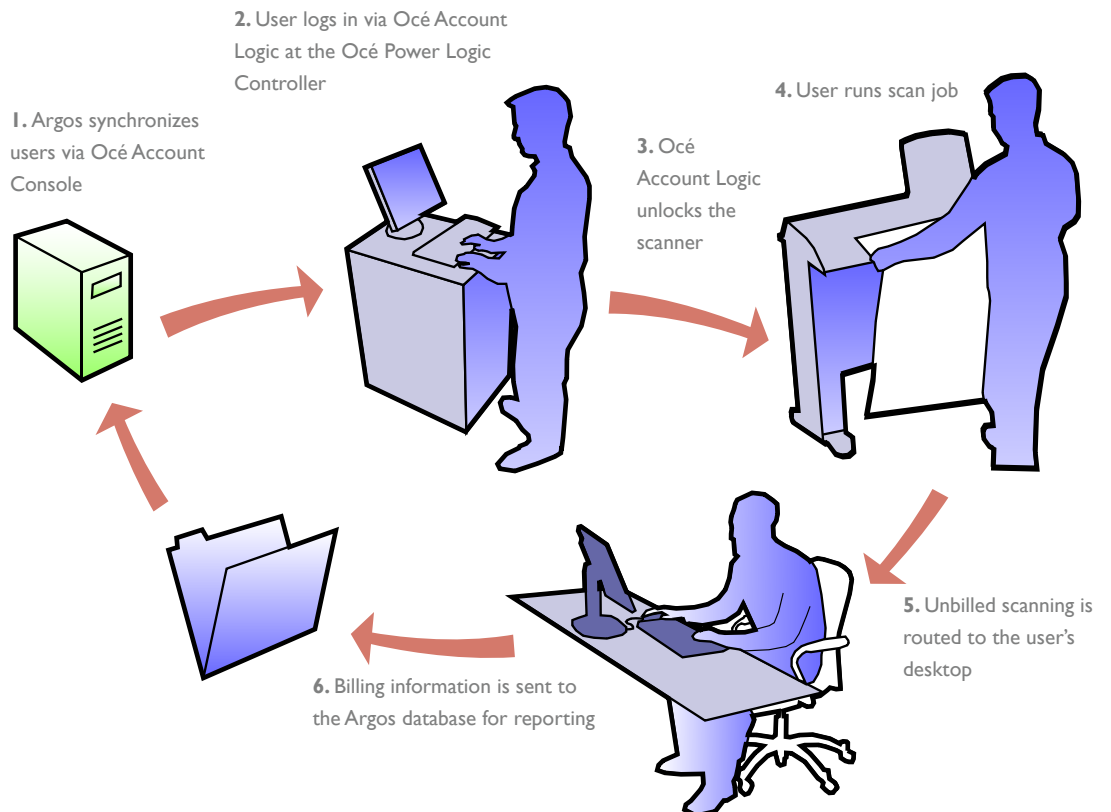 1. Argos synchronizes
users via Océ Account
Console
2. User logs in via Océ Account
Logic at the Océ Power Logic
Controller
3. Océ
Account Logic
unlocks the
scanner
4. User runs scan job
5. Unbilled scanning is
routed to the user’s
desktop
6. Billing information is sent to
the Argos database for reporting